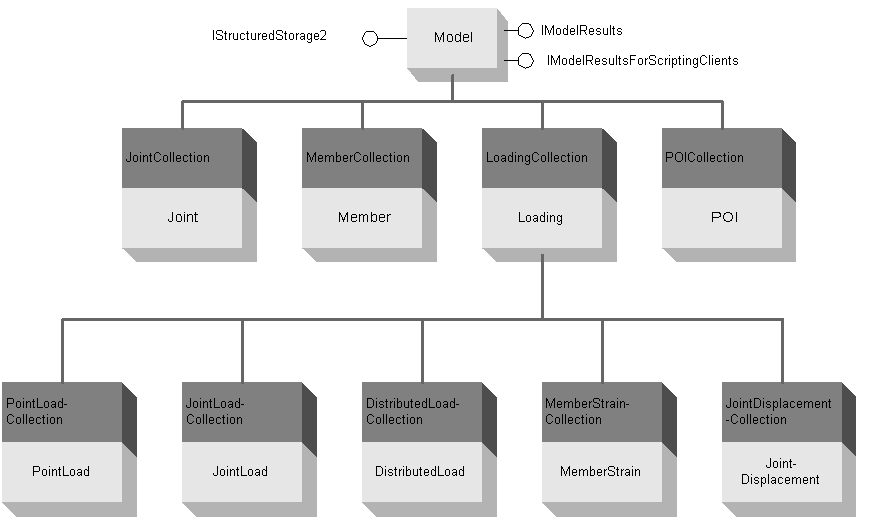 IStructuredStorage2
Model
IModelResults
IModelResultsForScriptingClients
JointCollection
MemberCollection
LoadingCollection
POICollection
Joint
Member
Loading
POI
PointLoad-
Collection
JointLoad-
Collection
DistributedLoad-
Collection
MemberStrain-
Collection
JointDisplacement
-Collection
PointLoad
JointLoad
DistributedLoad
MemberStrain
Joint-
Displacement